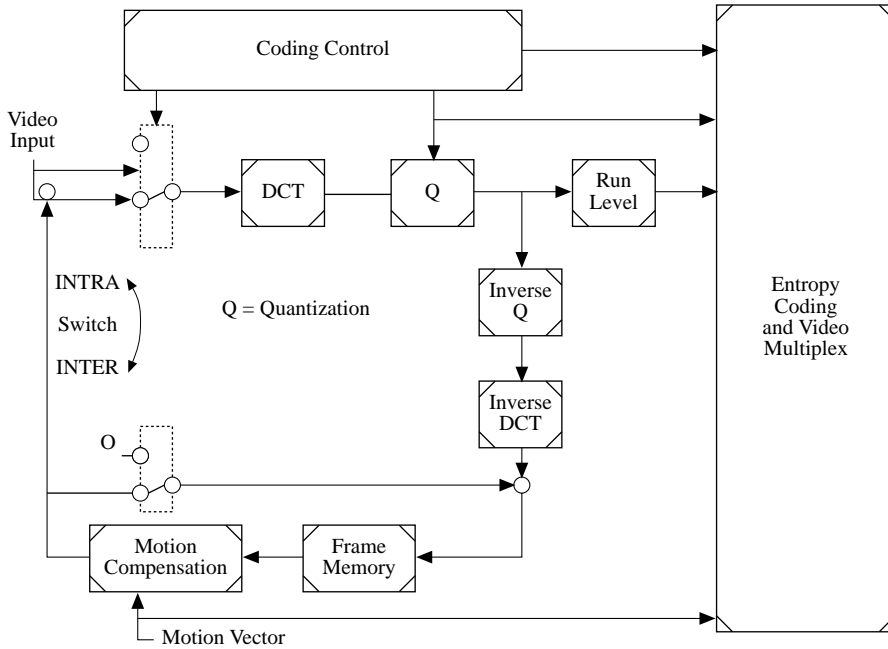 Coding Control
Video
Input
DCT
Q
Run
Level
INTRA
Switch
INTER
Q = Quantization
Inverse
Q
Entropy
Coding
and Video
Multiplex
Inverse
DCT
O
Motion
Compensation
Frame
Memory
Motion Vector